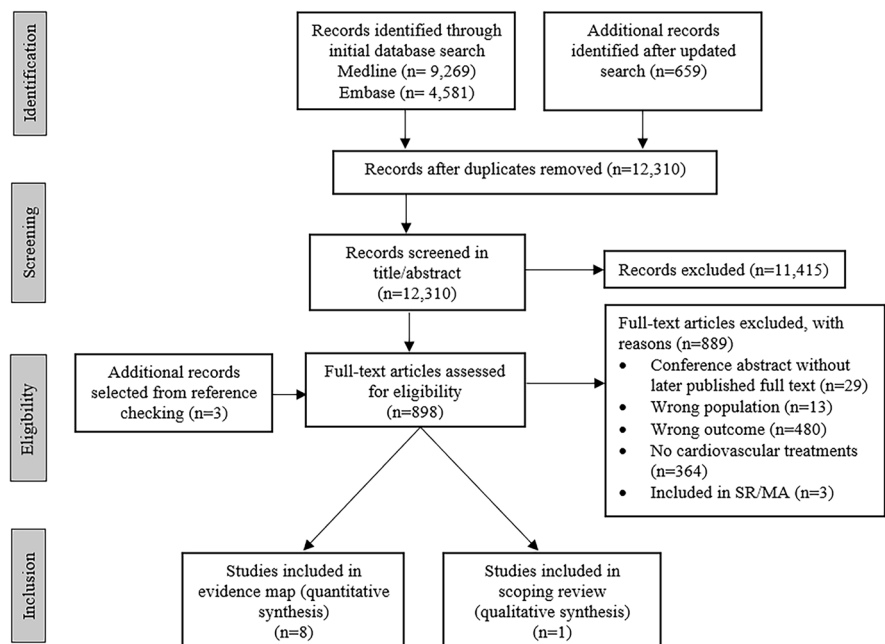 Identification
Records identified through
initial database search
Medline (n= 9,269)
Embase (n= 4,581)
Additional records
identified after updated
search (n=659)
Records after duplicates removed (n=12,310)
Screening
Records screened in
title/abstract
(n=12,310)
Records excluded (n=11,415)
Eligibility
Additional records
selected from reference
checking (n=3)
Full-text articles assessed
for eligibility
(n=898)
Full-text articles excluded, with
reasons (n=889)
• Conference abstract without
later published full text (n=29)
• Wrong population (n=13)
• Wrong outcome (n=480)
• No cardiovascular treatments
(n=364)
• Included in SR/MA (n=3)
Inclusion
Studies included in
evidence map (quantitative
synthesis)
(n=8)
Studies included in
scoping review
(qualitative synthesis)
(n=1)